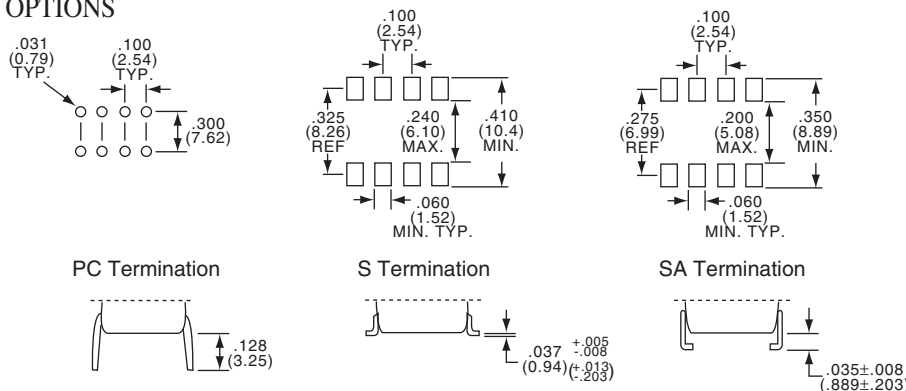 OPTIONS
.031
(0.79)
TYP.
.100
(2.54)
TYP.
.300
(7.62)
PC Termination
.128
(3.25)
.100
(2.54)
TYP.
.325
(8.26)
REF
.240
(6.10)
MAX.
.410
(10.4)
MIN.
.060
(1.52)
MIN. TYP.
S Termination
.037 +.005 -.008
(0.94)(+.013 -.203)
.100
(2.54)
TYP.
.275
(6.99)
REF
.200
(5.08)
MAX.
.350
(8.89)
MIN.
.060
(1.52)
MIN. TYP.
SA Termination
.035±.008
(.889±.203)